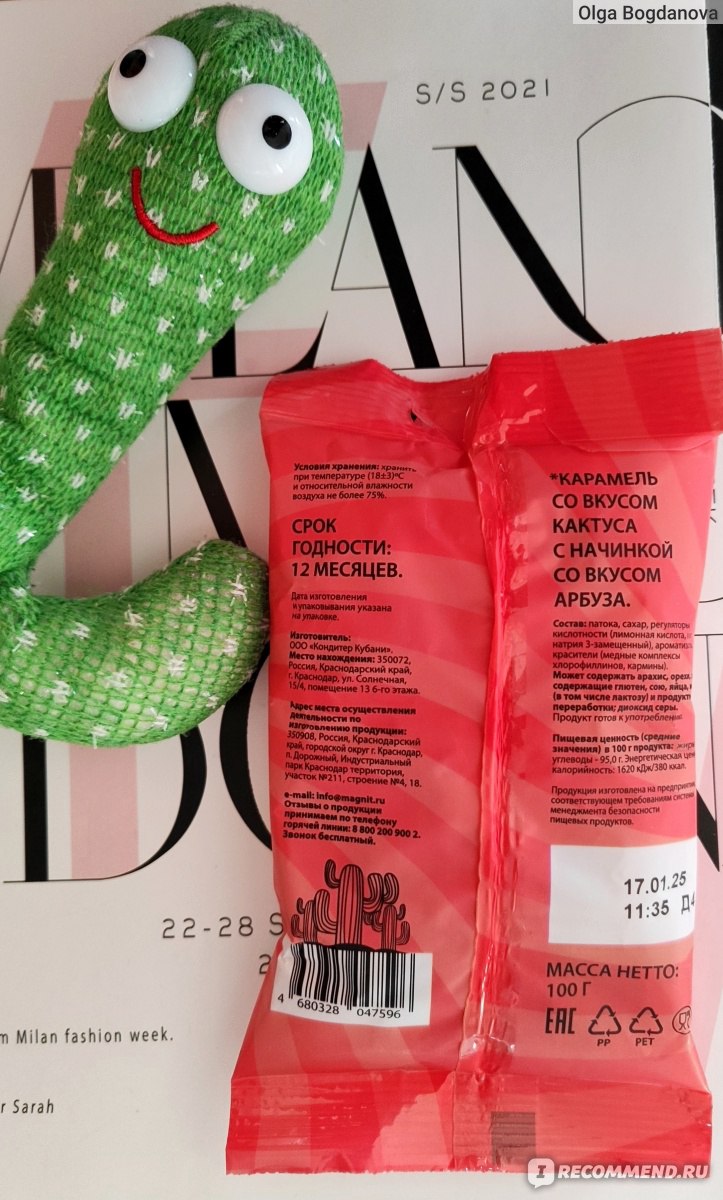 Olga Bogdanova
S/S 2021
LAN
Условия хранения: хранить
при температуре (18±3)°С
и относительной влажности
воздуха не более 75%.
СРОК
ГОДНОСТИ:
12 МЕСЯЦЕВ.
Дата изготовления
и упаковывания указана
на упаковке.
Изготовитель:
ООО «Кондитер Кубани».
Место нахождения: 350072,
Россия, Краснодарский край,
г. Краснодар, ул. Солнечная,
15/4, помещение 13 6-го этажа.
Адрес места осуществления
деятельности по
изготовлению продукции:
350908, Россия, Краснодарский
край, городской округ г. Краснодар,
п. Дорожный, Индустриальный
парк Краснодар территория,
участок №211, строение №4, 18.
e-mail: info@magnit.ru
Отзывы о продукции
принимаем по телефону
горячей линии: 8 800 200 900 2.
Звонок бесплатный.
4 680328 047596
*КАРАМЕЛЬ
СО ВКУСОМ
КАКТУСА
С НАЧИНКОЙ
СО ВКУСОМ
АРБУЗА.
Состав: патока, сахар, регуляторы
кислотности (лимонная кислота,
натрия 3-замещенный),
красители (медные комплексы
хлорофиллинов, кармины).
Может содержать арахис,
содержащие глютен, сою, яйца,
(в том числе лактозу) и продукты
переработки; диоксид серы.
Продукт готов к употреблению.
Пищевая ценность (средние
значения) в 100 г продукта:
углеводы - 95,0 г. Энергетическая
калорийность: 1620 кДж/380 ккал.
Продукция изготовлена на
соответствующем требованиям
менеджмента безопасности
пищевых продуктов.
17.01.25
11:35 Д4
МАССА НЕТТО:
100 Г
EAC
PP PET
22-28 S
2
m Milan fashion week.
r Sarah
IRECOMMEND.RU